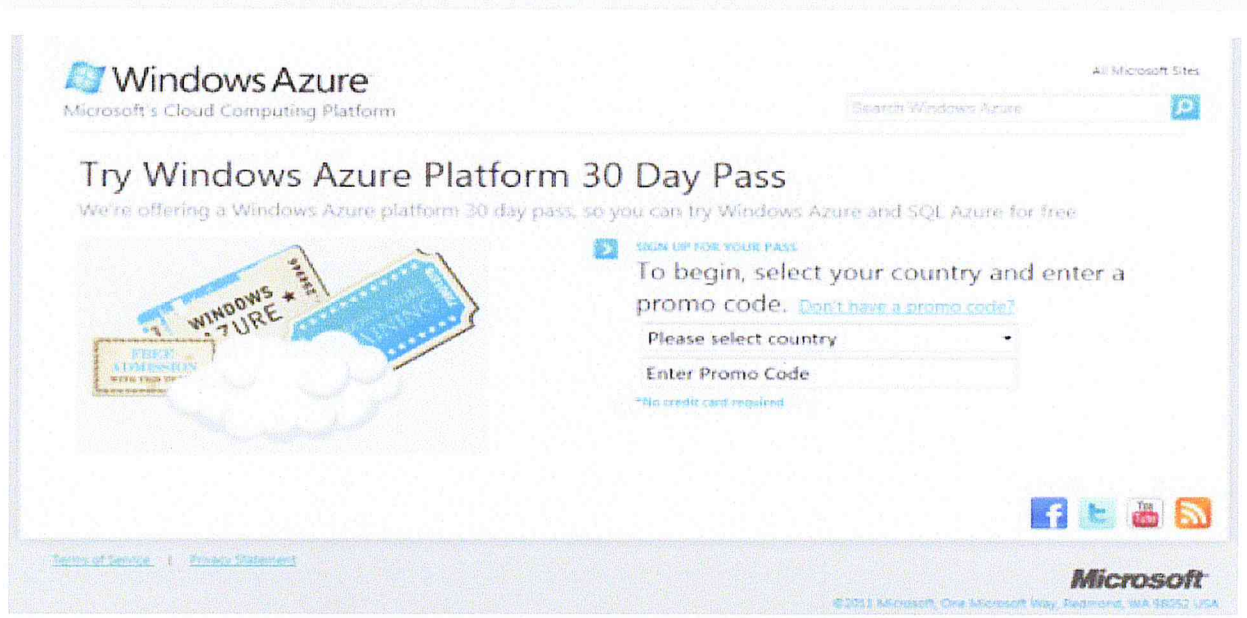 Windows Azure
Microsoft's Cloud Computing Platform
All Microsoft Sites
Search Windows Azure
Try Windows Azure Platform 30 Day Pass
We're offering a Windows Azure platform 30 day pass, so you can try Windows Azure and SQL Azure for free
WINDOWS
AZURE
FREE
ADMISSION
WITH THIS
SIGN UP FOR YOUR PASS
To begin, select your country and enter a
promo code. Don't have a promo code?
Please select country
Enter Promo Code
*No credit card required
You
Tube
Terms of Service | Privacy Statement
Microsoft
©2011 Microsoft, One Microsoft Way, Redmond, WA 98052 USA